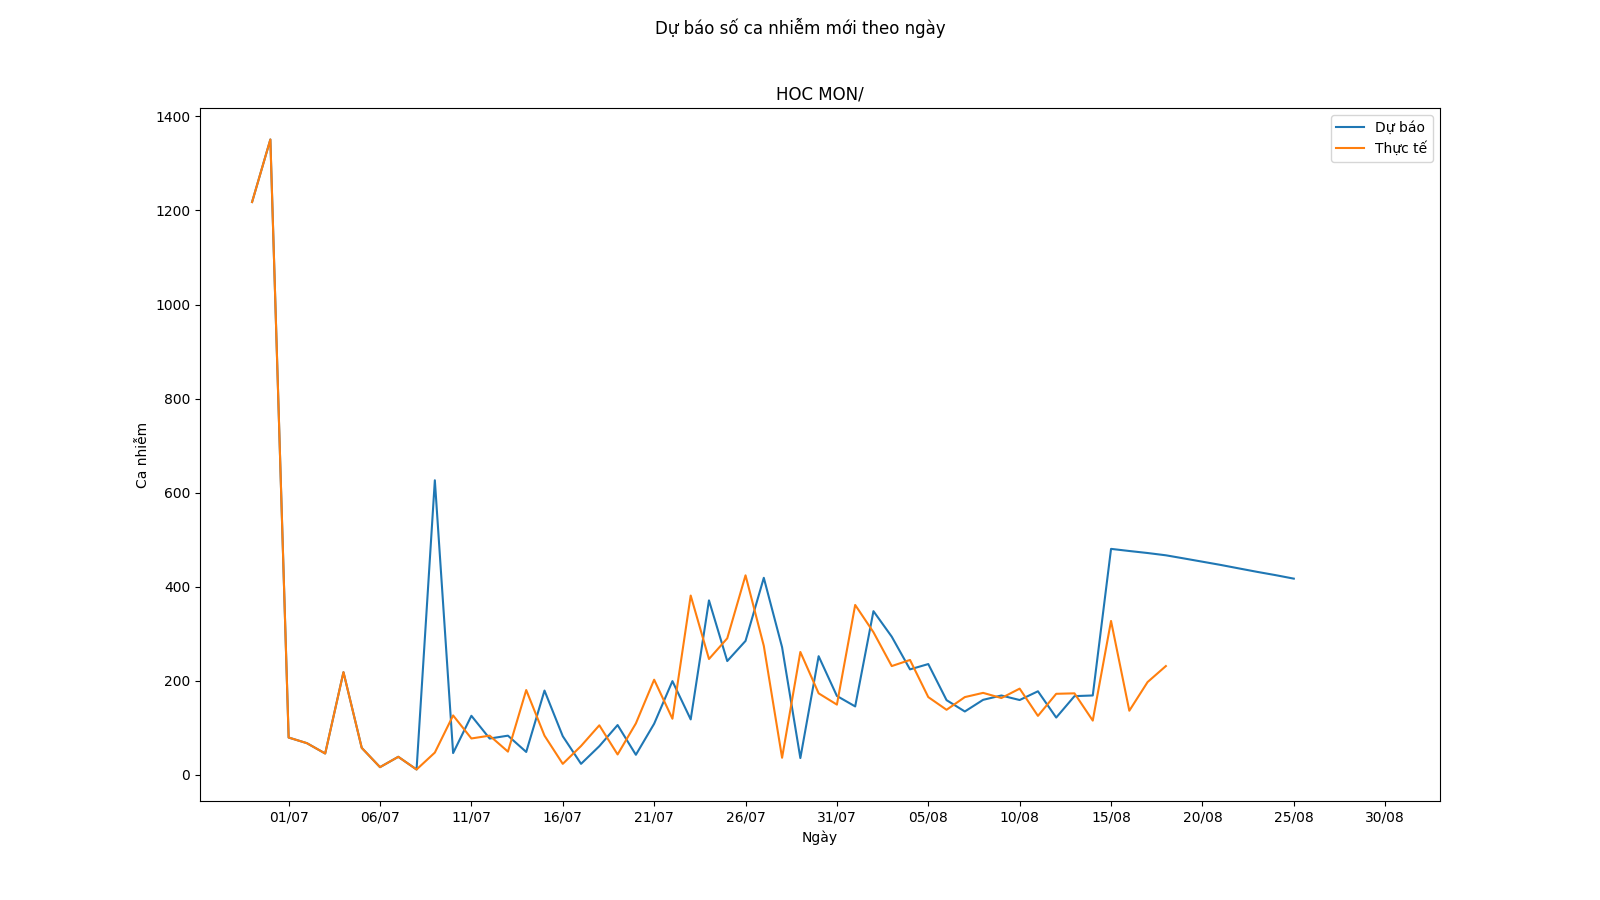 Dự báo số ca nhiễm mới theo ngày
HOC MON/
Dự báo
Thực tế
1400
1200
1000
800
600
400
200
0
Ca nhiễm
01/07 06/07 11/07 16/07 21/07 26/07 31/07 05/08 10/08 15/08 20/08 25/08 30/08
Ngày